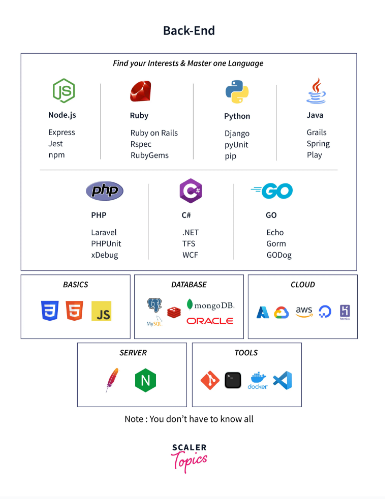 Back-End
Find your Interests & Master one Language
JS
Node.js
Express
Jest
npm
Ruby
Ruby on Rails
Rspec
RubyGems
Python
Django
pyUnit
pip
Java
Grails
Spring
Play
php
PHP
Laravel
PHPUnit
xDebug
C#
C#
.NET
TFS
WCF
GO
GO
Echo
Gorm
GODog
BASICS
3
5
JS
DATABASE
MySQL
mongoDB.
ORACLE
CLOUD
aws
SERVER
N
TOOLS
docker
Note : You don't have to know all
SCALER
Topics